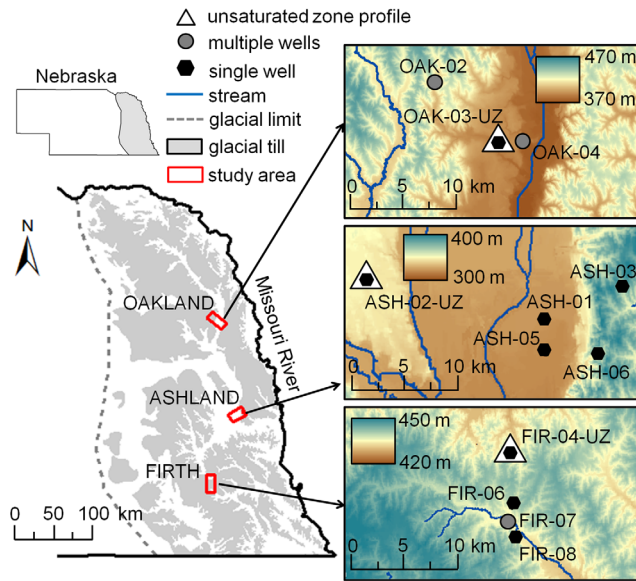 unsaturated zone profile
multiple wells
single well
stream
glacial limit
glacial till
study area
Nebraska
N
OAKLAND
ASHLAND
FIRTH
Missouri River
0 50 100 km
OAK-02
OAK-03-UZ
OAK-04
470 m
370 m
0 5 10 km
400 m
300 m
ASH-02-UZ
ASH-03
ASH-01
ASH-05
ASH-06
0 5 10 km
450 m
420 m
FIR-04-UZ
FIR-06
FIR-07
FIR-08
0 5 10 km